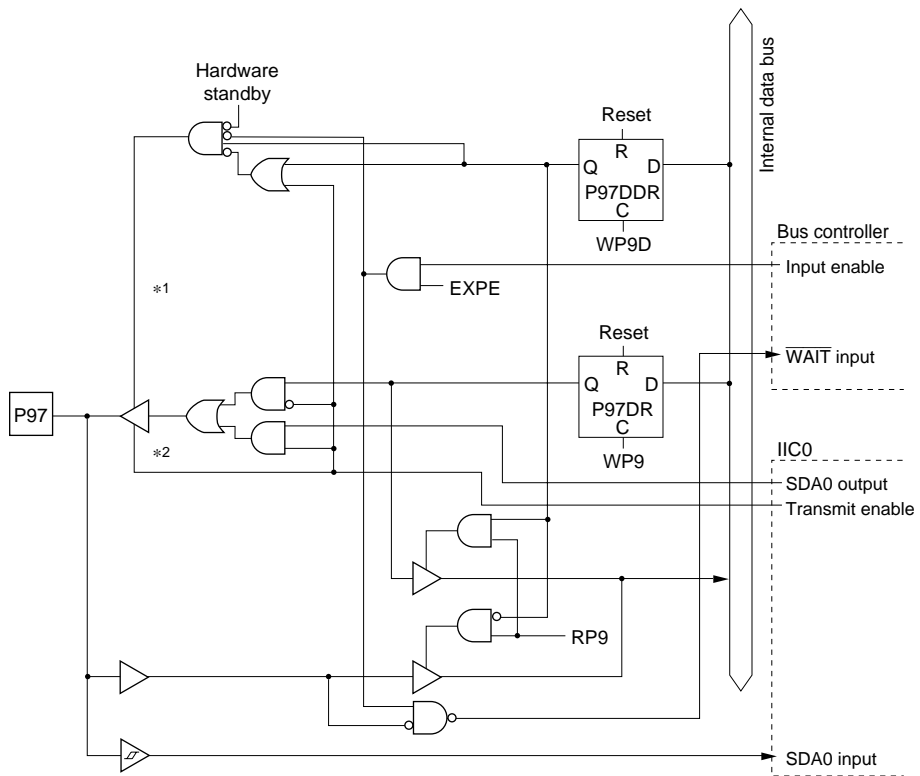 Hardware
standby
Reset
R
Q
D
P97DDR
C
WP9D
Internal data bus
Bus controller
Input enable
EXPE
∗1
WAIT input
Reset
R
Q
D
P97DR
C
WP9
P97
∗2
IIC0
SDA0 output
Transmit enable
RP9
SDA0 input